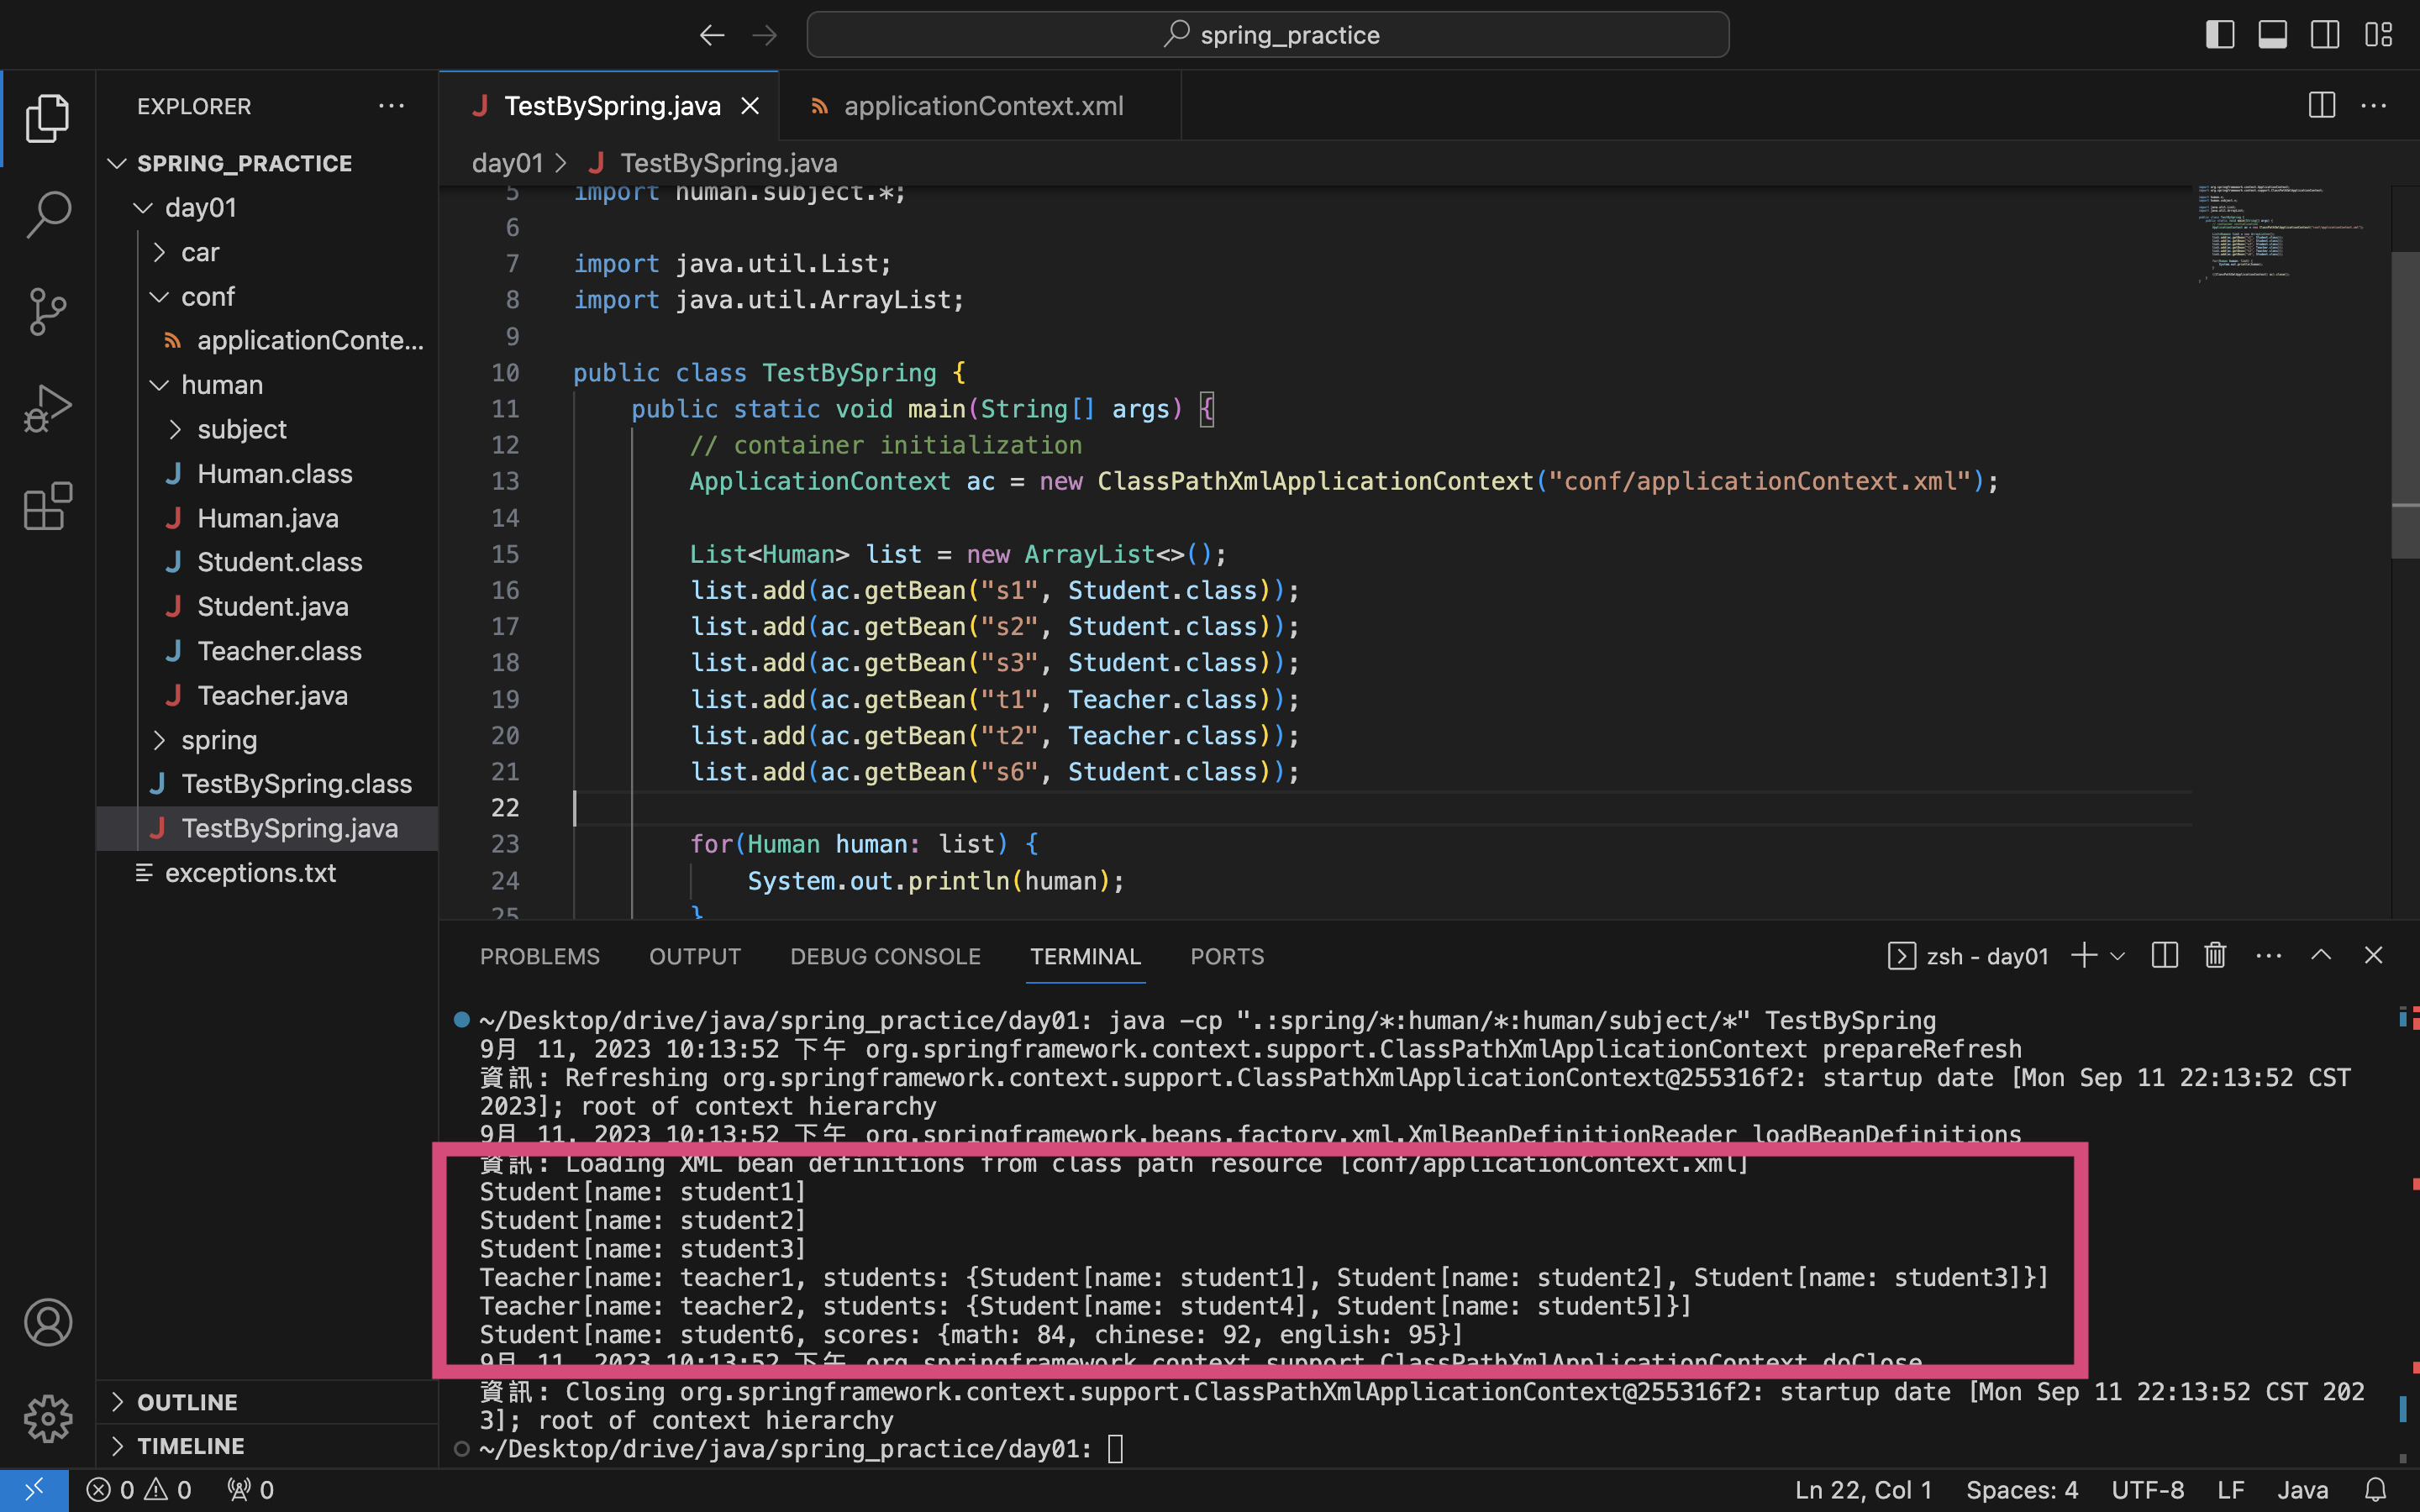 spring_practice
EXPLORER
SPRING_PRACTICE
day01
car
conf
applicationConte...
human
subject
Human.class
Human.java
Student.class
Student.java
Teacher.class
Teacher.java
spring
TestBySpring.class
TestBySpring.java
exceptions.txt
OUTLINE
TIMELINE
TestBySpring.java
applicationContext.xml
day01 > TestBySpring.java
5 import human.subject.*;
6
7 import java.util.List;
8 import java.util.ArrayList;
9
10 public class TestBySpring {
11 public static void main(String[] args) {
12 // container initialization
13 ApplicationContext ac = new ClassPathXmlApplicationContext("conf/applicationContext.xml");
14
15 List<Human> list = new ArrayList<>();
16 list.add(ac.getBean("s1", Student.class));
17 list.add(ac.getBean("s2", Student.class));
18 list.add(ac.getBean("s3", Student.class));
19 list.add(ac.getBean("t1", Teacher.class));
20 list.add(ac.getBean("t2", Teacher.class));
21 list.add(ac.getBean("s6", Student.class));
22
23 for(Human human: list) {
24 System.out.println(human);
25 }
PROBLEMS OUTPUT DEBUG CONSOLE TERMINAL PORTS
zsh - day01
~/Desktop/drive/java/spring_practice/day01: java -cp ".:spring/*:human/*:human/subject/*" TestBySpring
9月 11, 2023 10:13:52 下午 org.springframework.context.support.ClassPathXmlApplicationContext prepareRefresh
資訊: Refreshing org.springframework.context.support.ClassPathXmlApplicationContext@255316f2: startup date [Mon Sep 11 22:13:52 CST
2023]; root of context hierarchy
9月 11, 2023 10:13:52 下午 org.springframework.beans.factory.xml.XmlBeanDefinitionReader loadBeanDefinitions
資訊: Loading XML bean definitions from class path resource [conf/applicationContext.xml]
Student[name: student1]
Student[name: student2]
Student[name: student3]
Teacher[name: teacher1, students: {Student[name: student1], Student[name: student2], Student[name: student3]}]
Teacher[name: teacher2, students: {Student[name: student4], Student[name: student5]}]
Student[name: student6, scores: {math: 84, chinese: 92, english: 95}]
9月 11, 2023 10:13:52 下午 org.springframework.context.support.ClassPathXmlApplicationContext doClose
資訊: Closing org.springframework.context.support.ClassPathXmlApplicationContext@255316f2: startup date [Mon Sep 11 22:13:52 CST 202
3]; root of context hierarchy
~/Desktop/drive/java/spring_practice/day01:
0 0 0
Ln 22, Col 1 Spaces: 4 UTF-8 LF Java